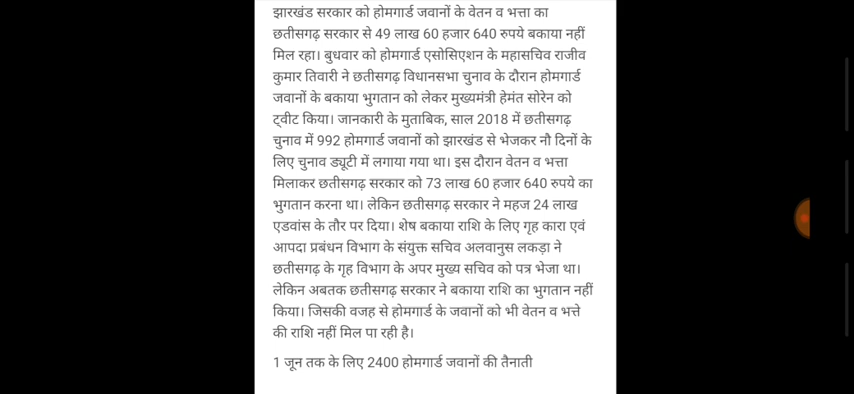 झारखंड सरकार को होमगार्ड जवानों के वेतन व भत्ता का
छतीसगढ़ सरकार से 49 लाख 60 हजार 640 रुपये बकाया नहीं
मिल रहा। बुधवार को होमगार्ड एसोसिएशन के महासचिव राजीव
कुमार तिवारी ने छतीसगढ़ विधानसभा चुनाव के दौरान होमगार्ड
जवानों के बकाया भुगतान को लेकर मुख्यमंत्री हेमंत सोरेन को
ट्वीट किया। जानकारी के मुताबिक, साल 2018 में छतीसगढ़
चुनाव में 992 होमगार्ड जवानों को झारखंड से भेजकर नौ दिनों के
लिए चुनाव ड्यूटी में लगाया गया था। इस दौरान वेतन व भत्ता
मिलाकर छतीसगढ़ सरकार को 73 लाख 60 हजार 640 रुपये का
भुगतान करना था। लेकिन छतीसगढ़ सरकार ने महज 24 लाख
एडवांस के तौर पर दिया। शेष बकाया राशि के लिए गृह कारा एवं
आपदा प्रबंधन विभाग के संयुक्त सचिव अलवानुस लकड़ा ने
छतीसगढ़ के गृह विभाग के अपर मुख्य सचिव को पत्र भेजा था।
लेकिन अबतक छतीसगढ़ सरकार ने बकाया राशि का भुगतान नहीं
किया। जिसकी वजह से होमगार्ड के जवानों को भी वेतन व भत्ते
की राशि नहीं मिल पा रही है।
1 जून तक के लिए 2400 होमगार्ड जवानों की तैनाती